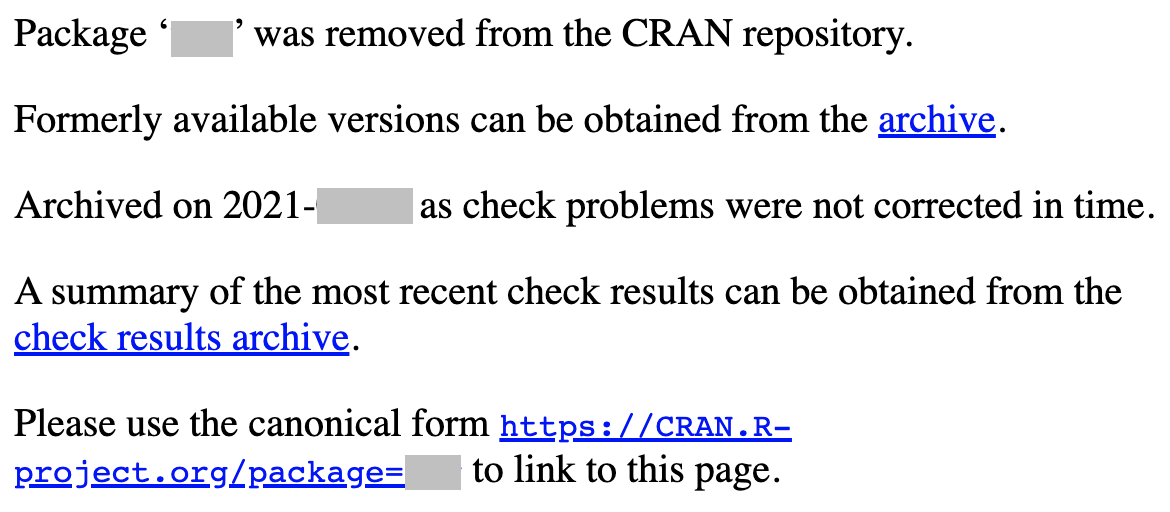 Package ‘ ’ was removed from the CRAN repository.
Formerly available versions can be obtained from the archive.
Archived on 2021- as check problems were not corrected in time.
A summary of the most recent check results can be obtained from the
check results archive.
Please use the canonical form https://CRAN.R-
project.org/package= to link to this page.